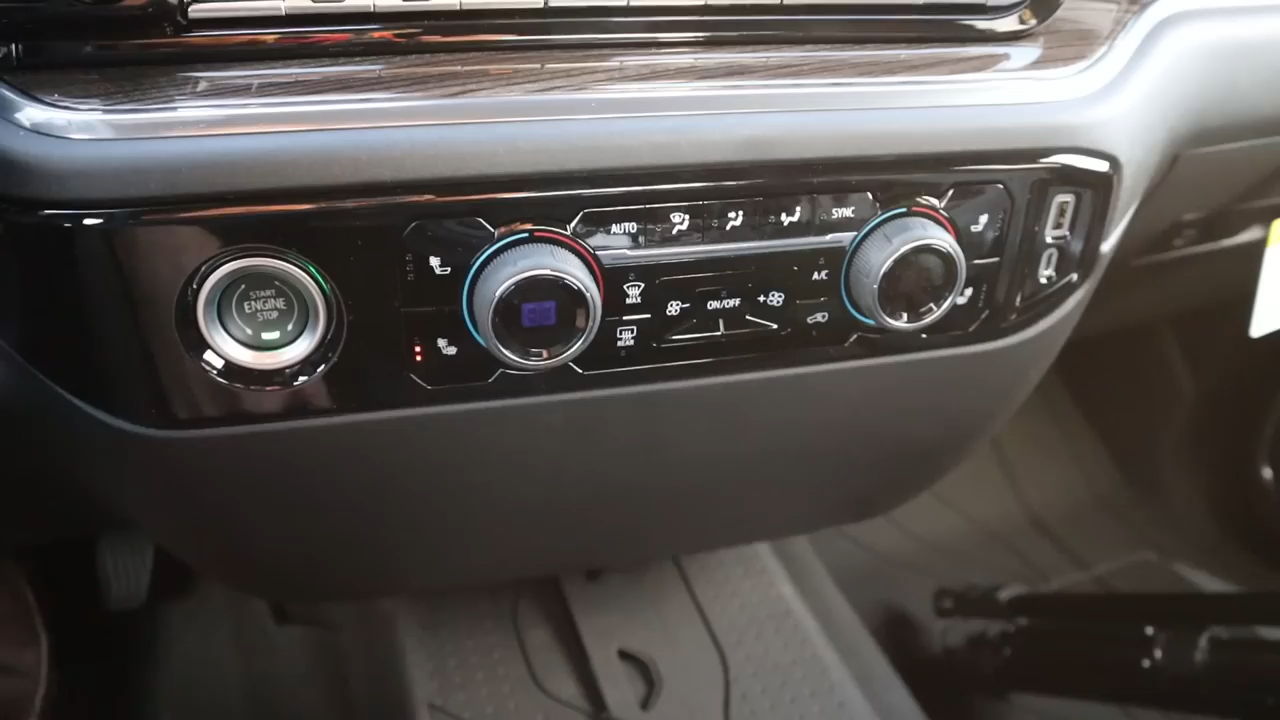 START
ENGINE
STOP
AUTO
SYNC
MAX
A/C
ON/OFF
REAR